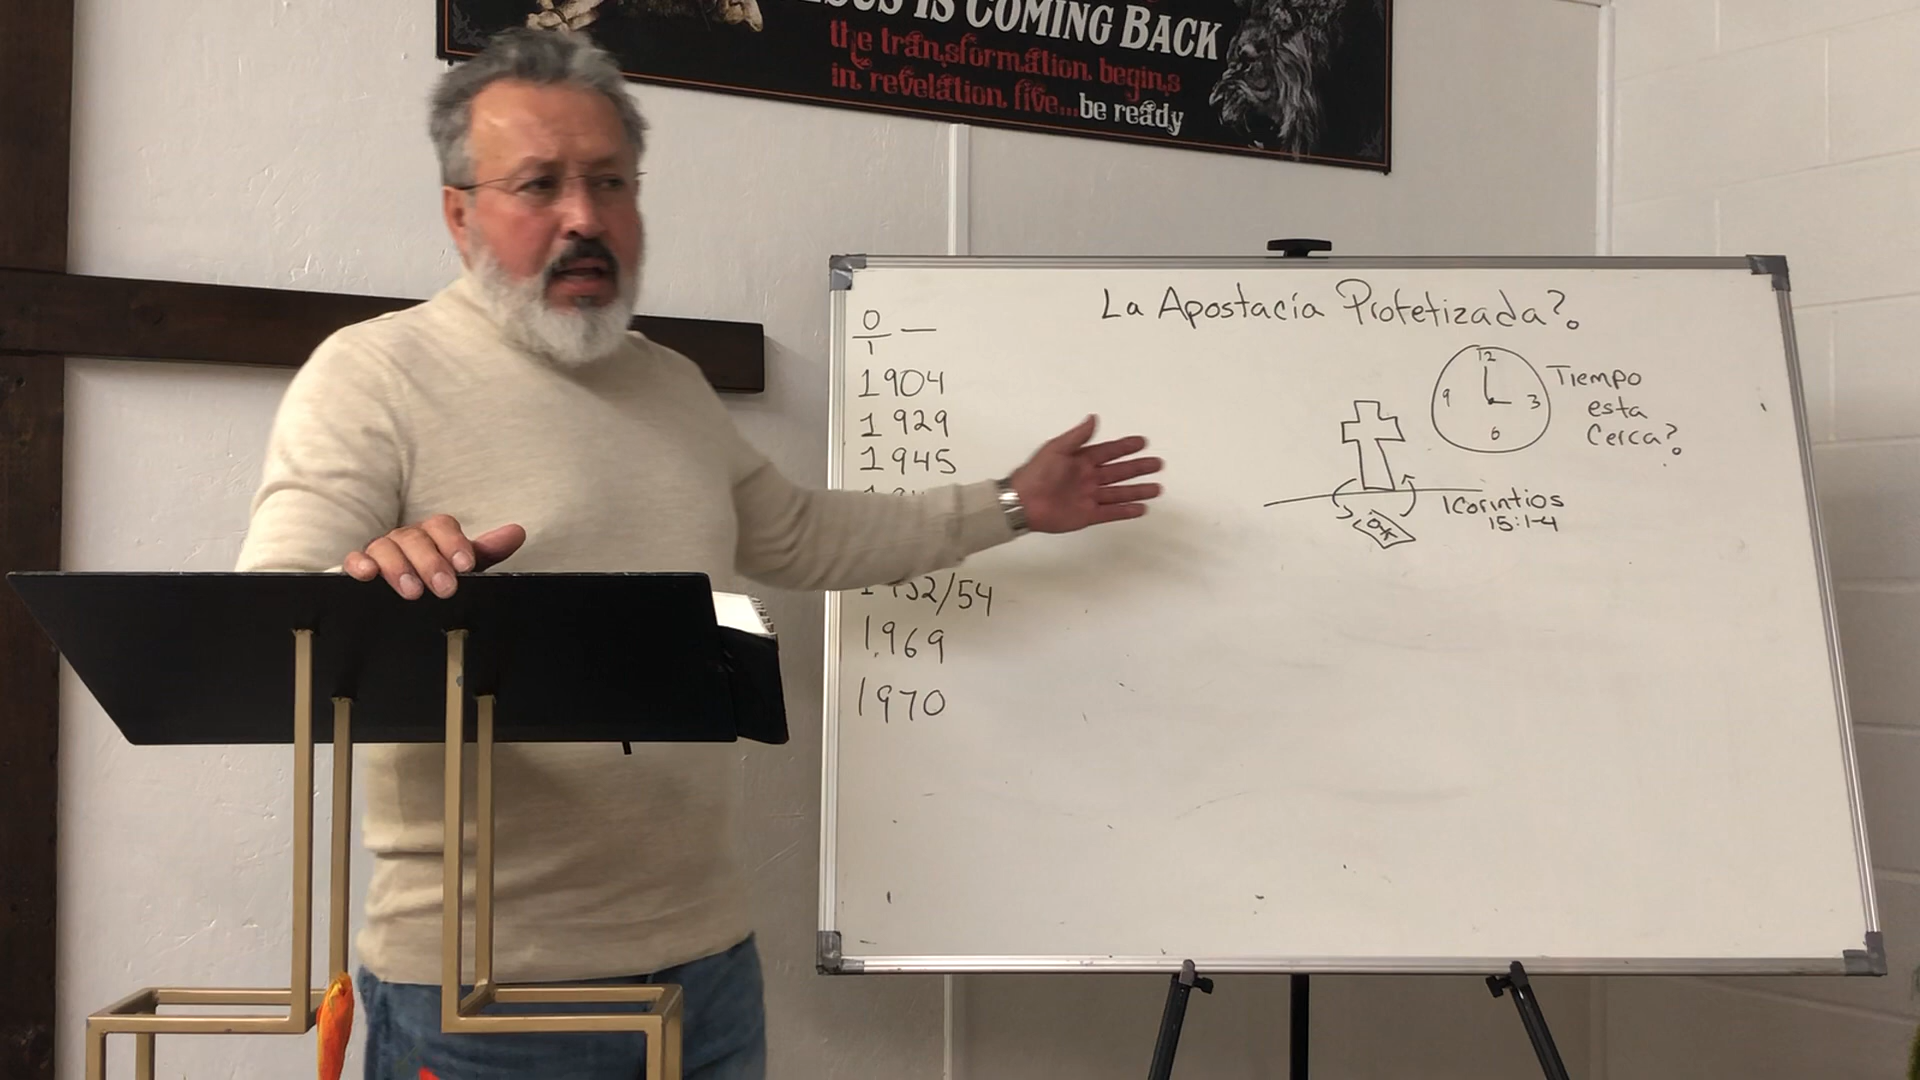 IS COMING BACK
the transformation begins
in revelation five...be ready
La Apostacía Profetizada?
0 —
1
1904
1929
1945
/54
1969
1970
12
9 3
6
Tiempo
esta
Cerca?
1Corintios
15:1-4